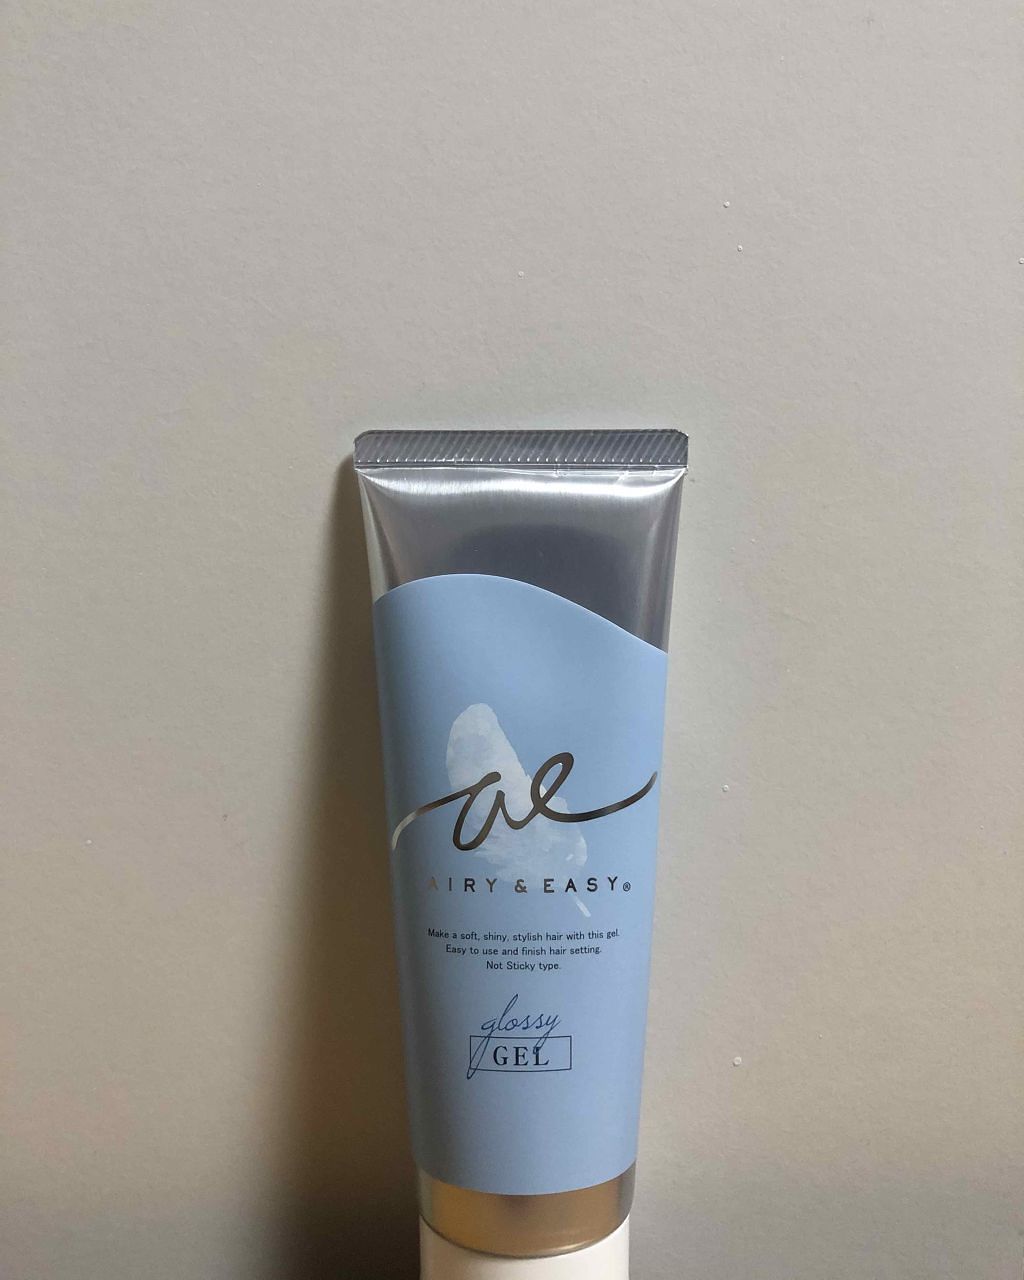 ae
AIRY & EASY®
Make a soft, shiny, stylish hair with this gel.
Easy to use and finish hair setting.
Not Sticky type.
glossy
GEL